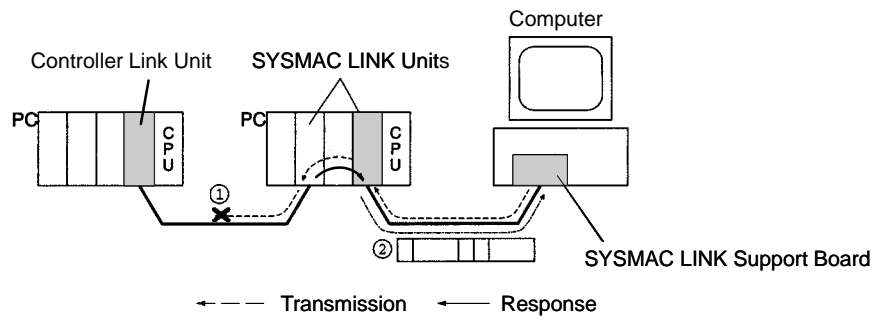 Computer
Controller Link Unit
SYSMAC LINK Units
PC
CPU
PC
CPU
①
②
SYSMAC LINK Support Board
Transmission
Response